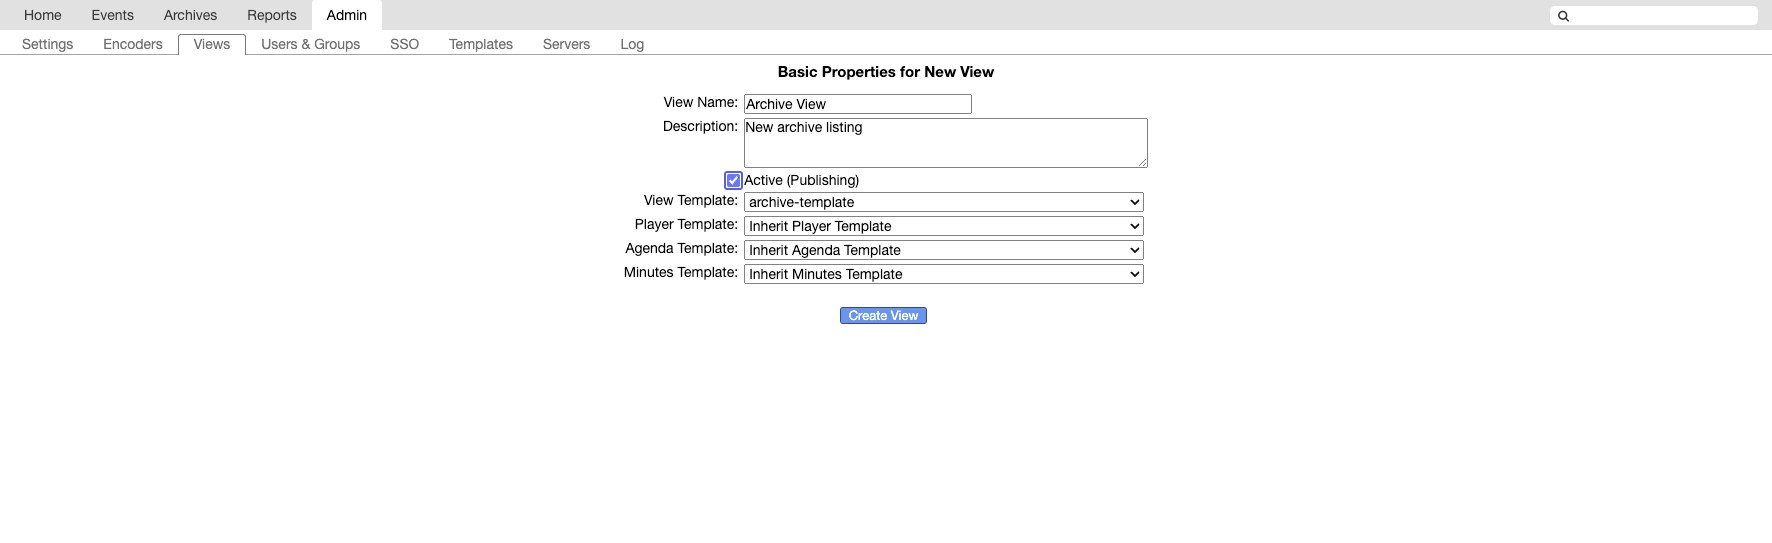 Home Events Archives Reports Admin
Settings Encoders Views Users & Groups SSO Templates Servers Log
Basic Properties for New View
View Name: Archive View
Description: New archive listing
Active (Publishing)
View Template: archive-template
Player Template: Inherit Player Template
Agenda Template: Inherit Agenda Template
Minutes Template: Inherit Minutes Template
Create View